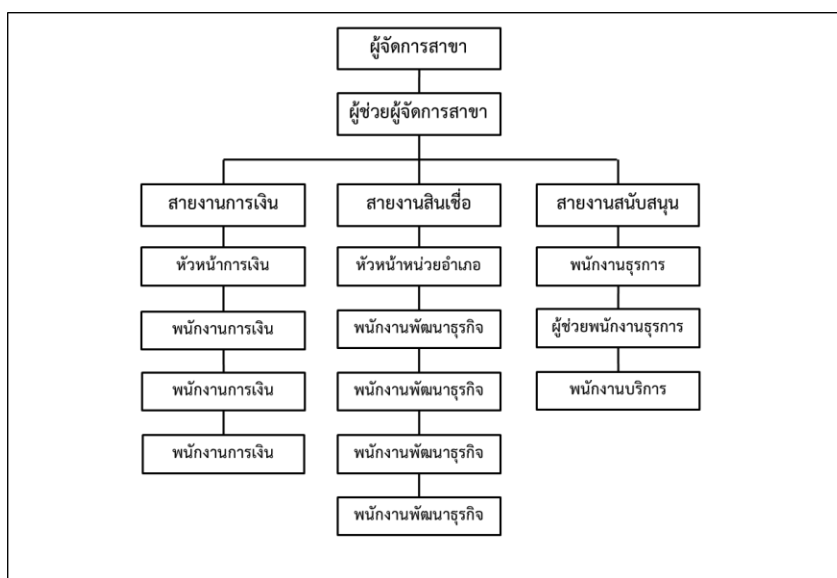 ผู้จัดการสาขา
ผู้ช่วยผู้จัดการสาขา
สายงานการเงิน
สายงานสินเชื่อ
สายงานสนับสนุน
หัวหน้าการเงิน
หัวหน้าหน่วยอำเภอ
พนักงานธุรการ
พนักงานการเงิน
พนักงานพัฒนาธุรกิจ
ผู้ช่วยพนักงานธุรการ
พนักงานการเงิน
พนักงานพัฒนาธุรกิจ
พนักงานบริการ
พนักงานการเงิน
พนักงานพัฒนาธุรกิจ
พนักงานพัฒนาธุรกิจ